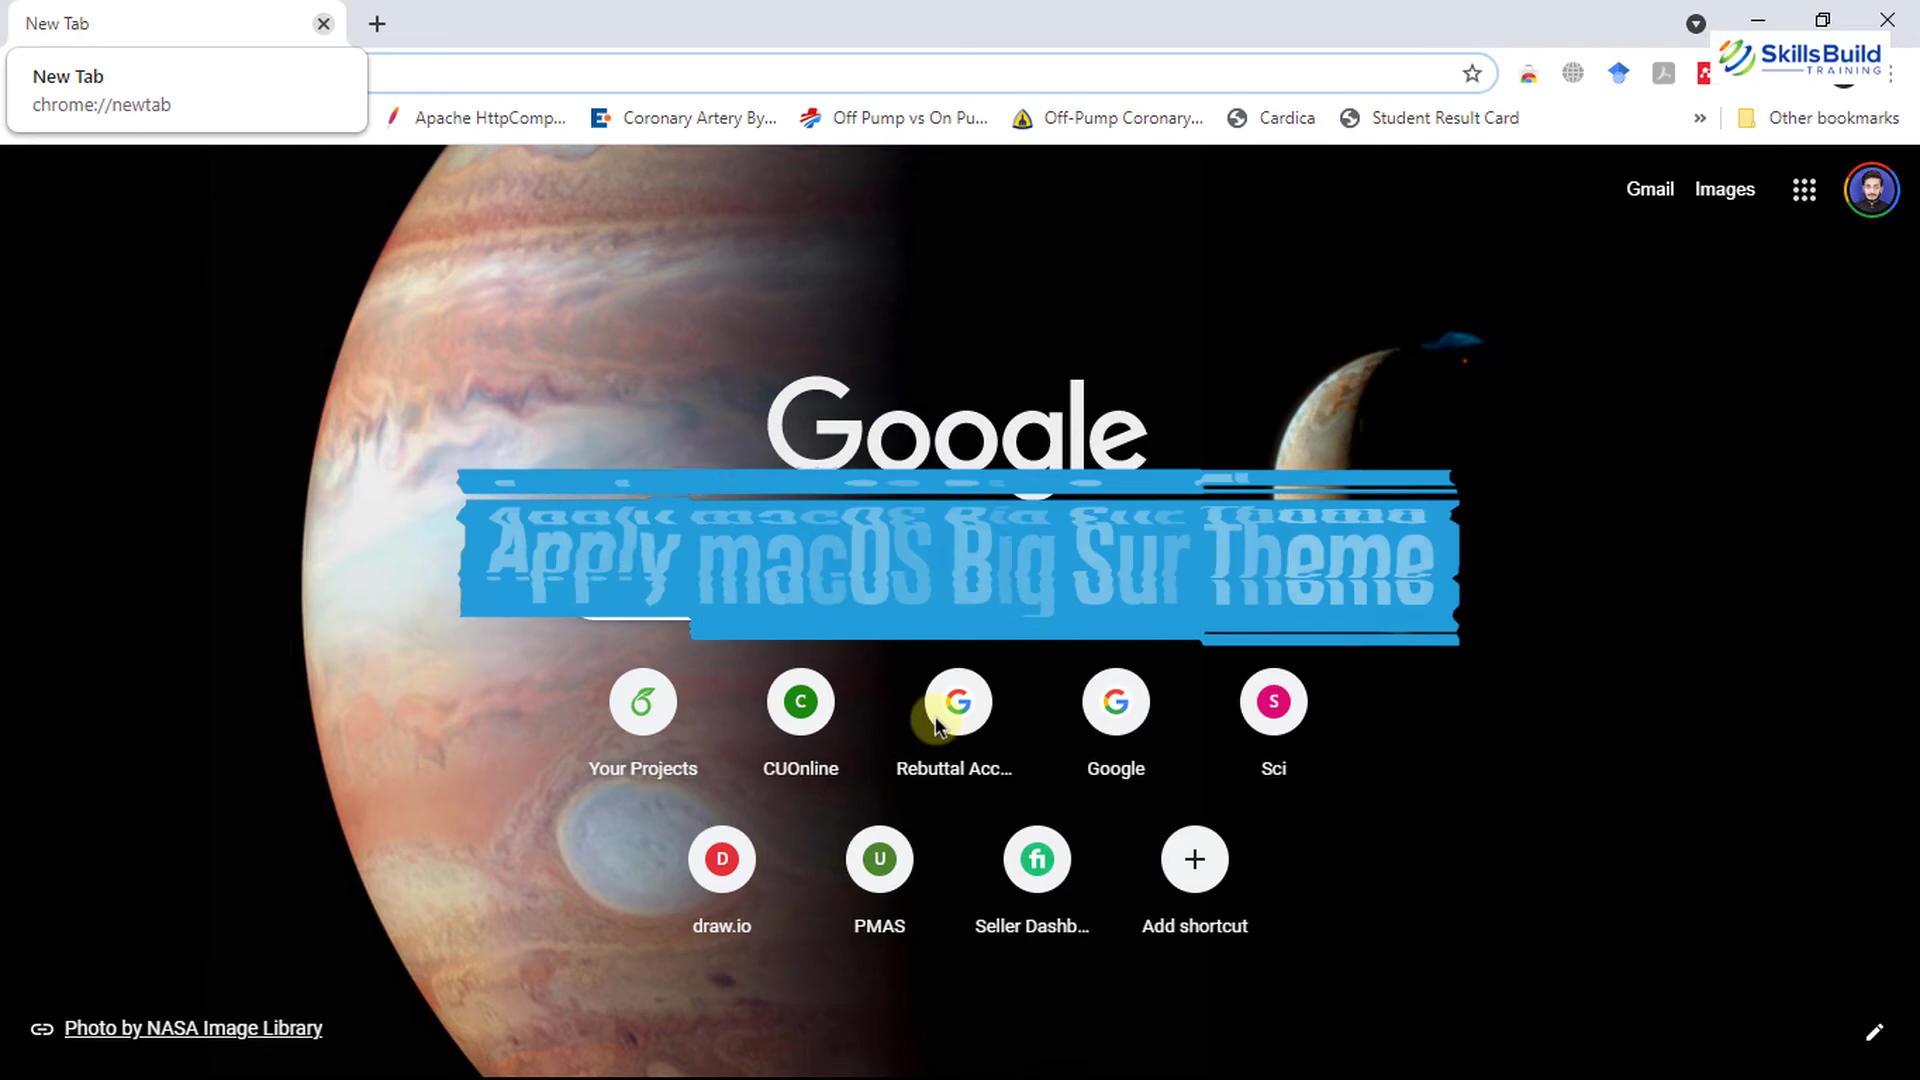 New Tab
New Tab
chrome://newtab
SkillsBuild
TRAINING
Apache HttpComp...
Coronary Artery By...
Off Pump vs On Pu...
Off-Pump Coronary...
Cardica
Student Result Card
Other bookmarks
Gmail
Images
Google
Apply macOS Big Sur Theme
C
S
Your Projects
CUOnline
Rebuttal Acc...
Google
Sci
D
U
fi
draw.io
PMAS
Seller Dashb...
Add shortcut
Photo by NASA Image Library